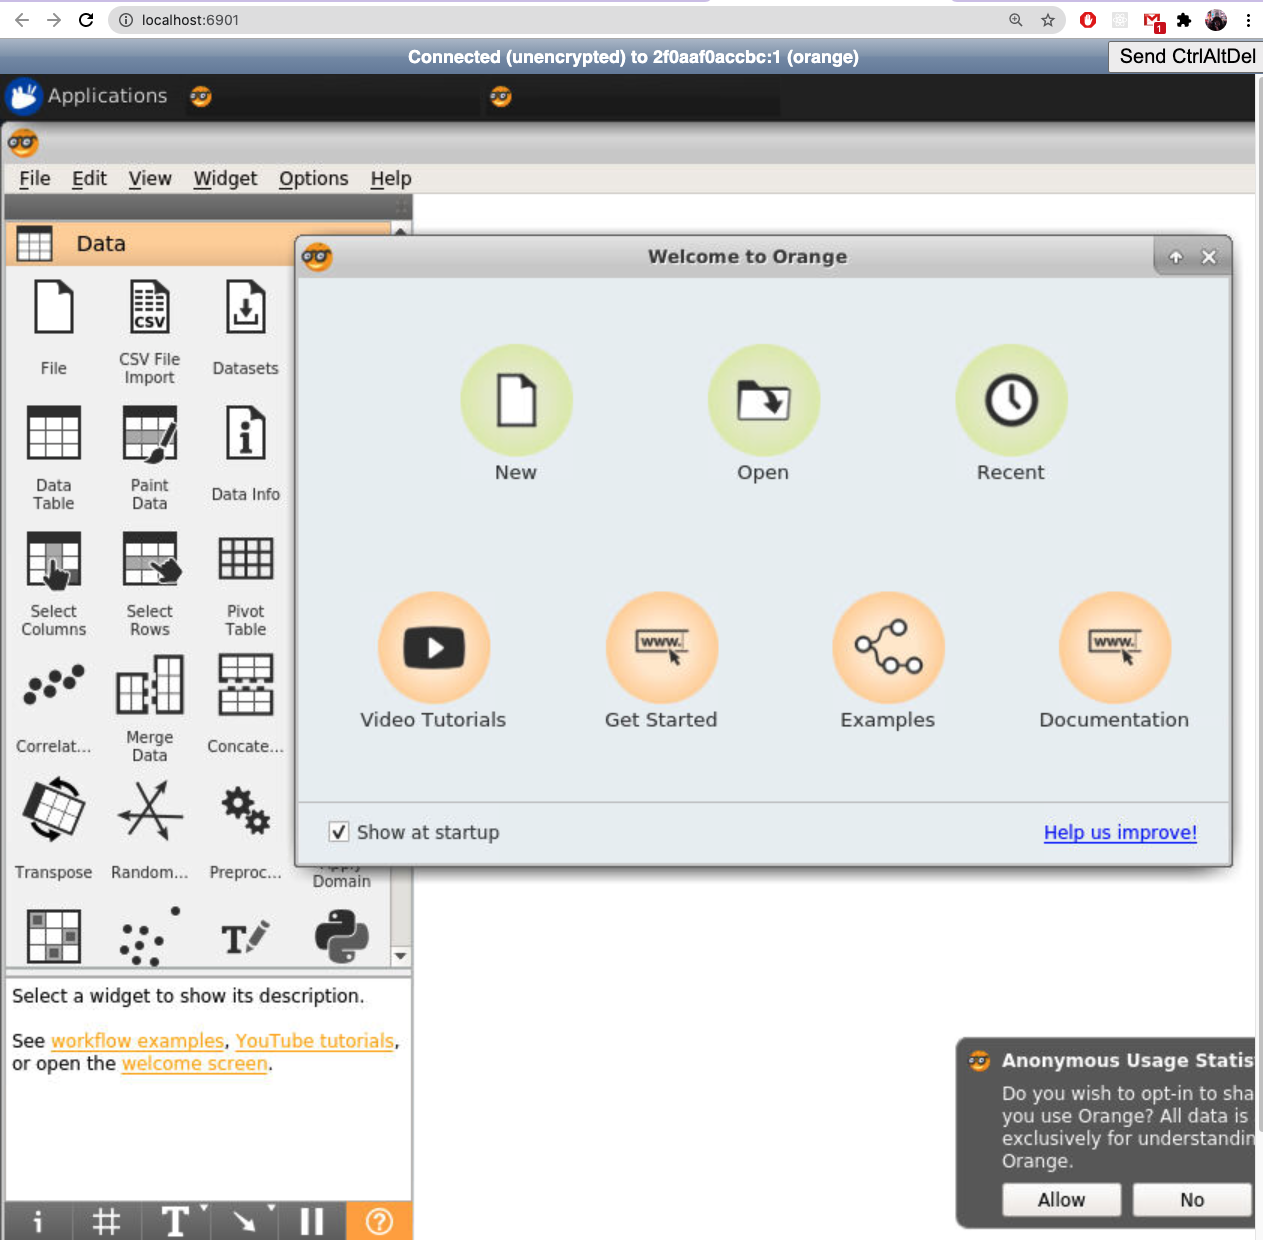 localhost:6901
1
Connected (unencrypted) to 2f0aaf0accbc:1 (orange)
Send CtrlAltDel
Applications
File Edit View Widget Options Help
Data
Welcome to Orange
CSV
File
CSV File
Import
Datasets
New
Open
Recent
Data
Table
Paint
Data
Data Info
Select
Columns
Select
Rows
Pivot
Table
www.
www.
Video Tutorials
Get Started
Examples
Documentation
Correlat...
Merge
Data
Concate...
Show at startup
Help us improve!
Transpose
Random...
Preproc...
Apply
Domain
T
Select a widget to show its description.
See workflow examples, YouTube tutorials,
or open the welcome screen.
Anonymous Usage Statis
Do you wish to opt-in to sha
you use Orange? All data is
exclusively for understandin
Orange.
Allow
No
i # T ?